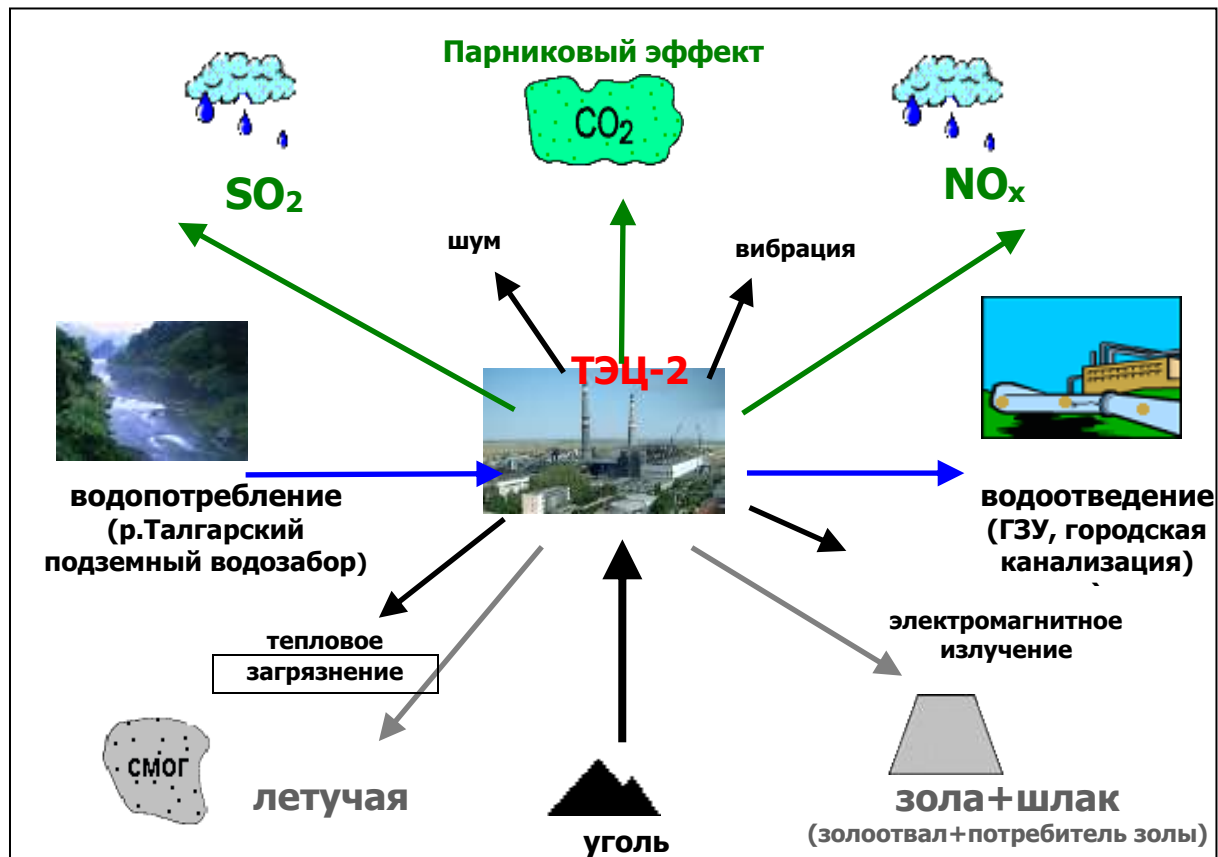 Парниковый эффект
CO₂
SO₂
NOₓ
шум
вибрация
ТЭЦ-2
водопотребление
(р.Талгарский
подземный водозабор)
водоотведение
(ГЗУ, городская
канализация)
)
тепловое
загрязнение
электромагнитное
излучение
смог
летучая
уголь
зола+шлак
(золоотвал+потребитель золы)